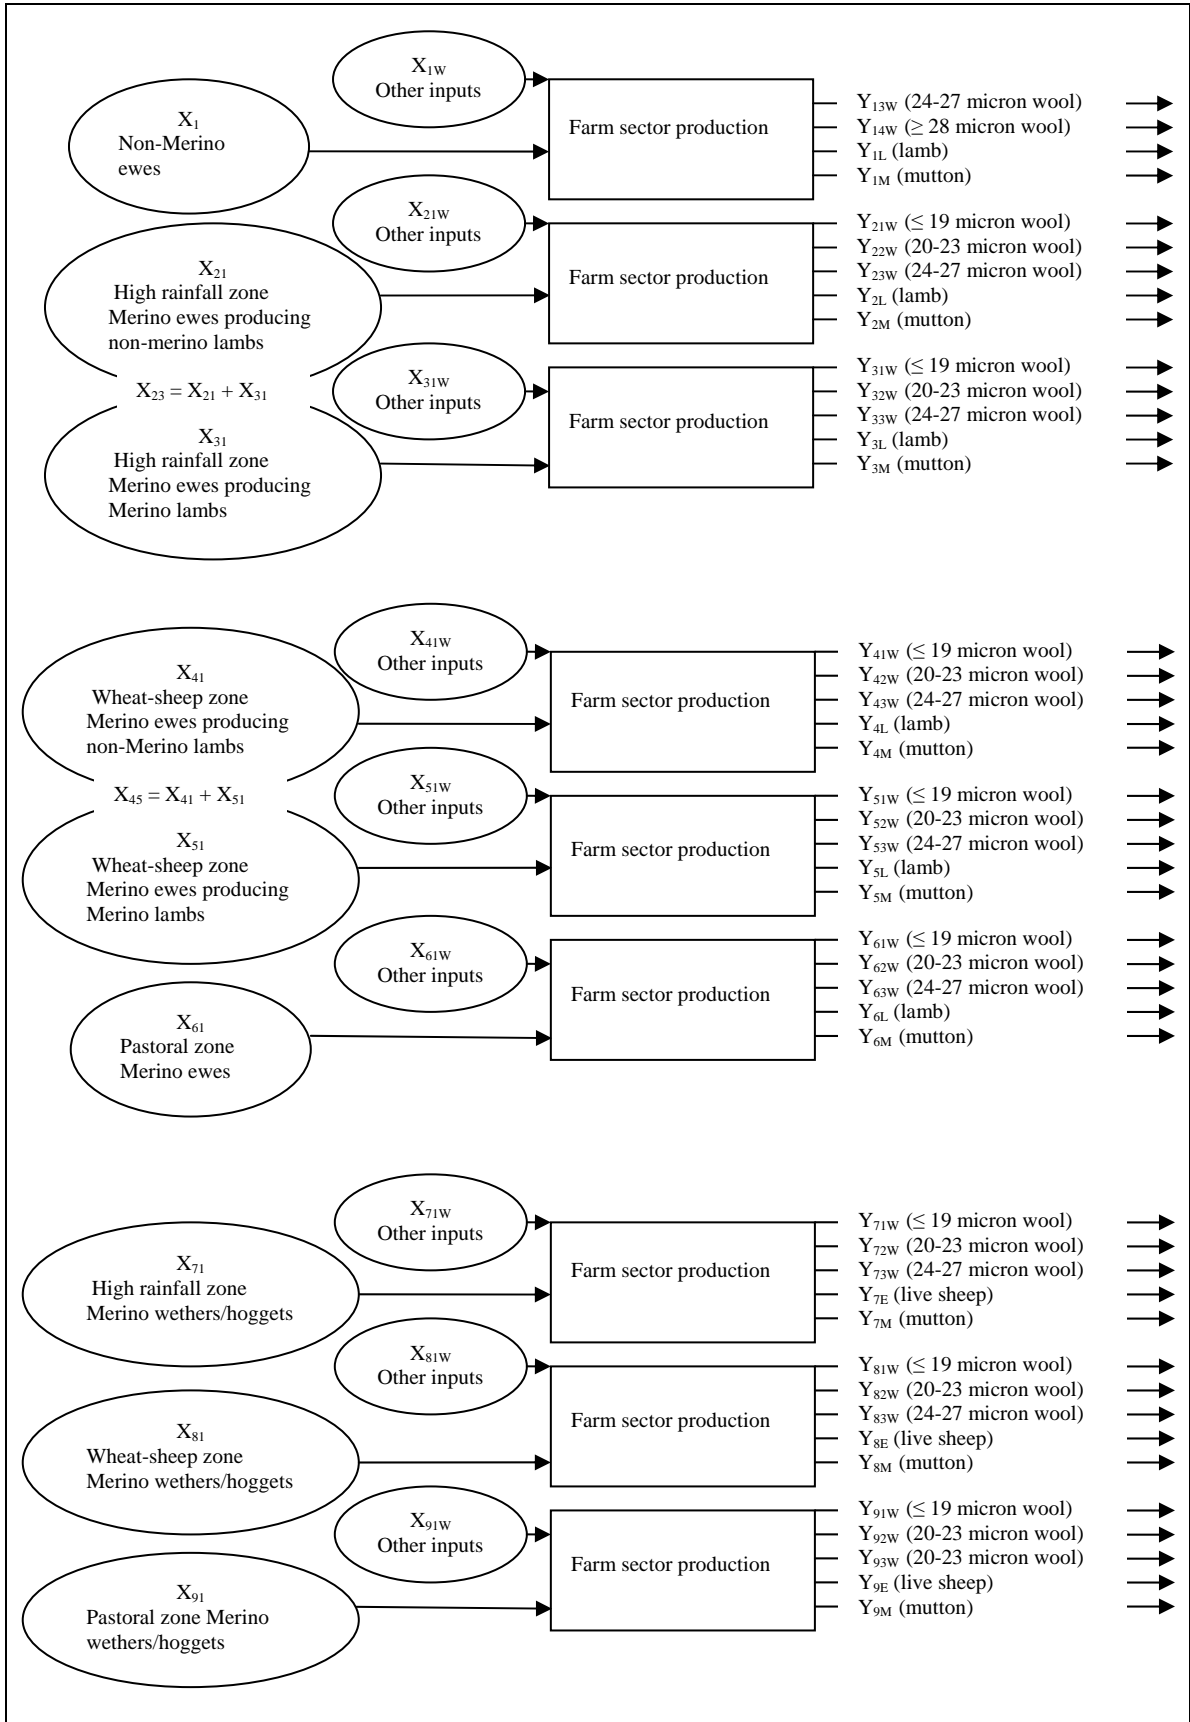 X1W
Other inputs
X1
Non-Merino
ewes
Farm sector production
Y13W (24-27 micron wool)
Y14W (≥ 28 micron wool)
Y1L (lamb)
Y1M (mutton)
X21W
Other inputs
X21
High rainfall zone
Merino ewes producing
non-merino lambs
Farm sector production
Y21W (≤ 19 micron wool)
Y22W (20-23 micron wool)
Y23W (24-27 micron wool)
Y2L (lamb)
Y2M (mutton)
X23 = X21 + X31
X31W
Other inputs
X31
High rainfall zone
Merino ewes producing
Merino lambs
Farm sector production
Y31W (≤ 19 micron wool)
Y32W (20-23 micron wool)
Y33W (24-27 micron wool)
Y3L (lamb)
Y3M (mutton)
X41W
Other inputs
X41
Wheat-sheep zone
Merino ewes producing
non-Merino lambs
Farm sector production
Y41W (≤ 19 micron wool)
Y42W (20-23 micron wool)
Y43W (24-27 micron wool)
Y4L (lamb)
Y4M (mutton)
X45 = X41 + X51
X51W
Other inputs
X51
Wheat-sheep zone
Merino ewes producing
Merino lambs
Farm sector production
Y51W (≤ 19 micron wool)
Y52W (20-23 micron wool)
Y53W (24-27 micron wool)
Y5L (lamb)
Y5M (mutton)
X61W
Other inputs
X61
Pastoral zone
Merino ewes
Farm sector production
Y61W (≤ 19 micron wool)
Y62W (20-23 micron wool)
Y63W (24-27 micron wool)
Y6L (lamb)
Y6M (mutton)
X71W
Other inputs
X71
High rainfall zone
Merino wethers/hoggets
Farm sector production
Y71W (≤ 19 micron wool)
Y72W (20-23 micron wool)
Y73W (24-27 micron wool)
Y7E (live sheep)
Y7M (mutton)
X81W
Other inputs
X81
Wheat-sheep zone
Merino wethers/hoggets
Farm sector production
Y81W (≤ 19 micron wool)
Y82W (20-23 micron wool)
Y83W (24-27 micron wool)
Y8E (live sheep)
Y8M (mutton)
X91W
Other inputs
X91
Pastoral zone Merino
wethers/hoggets
Farm sector production
Y91W (≤ 19 micron wool)
Y92W (20-23 micron wool)
Y93W (20-23 micron wool)
Y9E (live sheep)
Y9M (mutton)